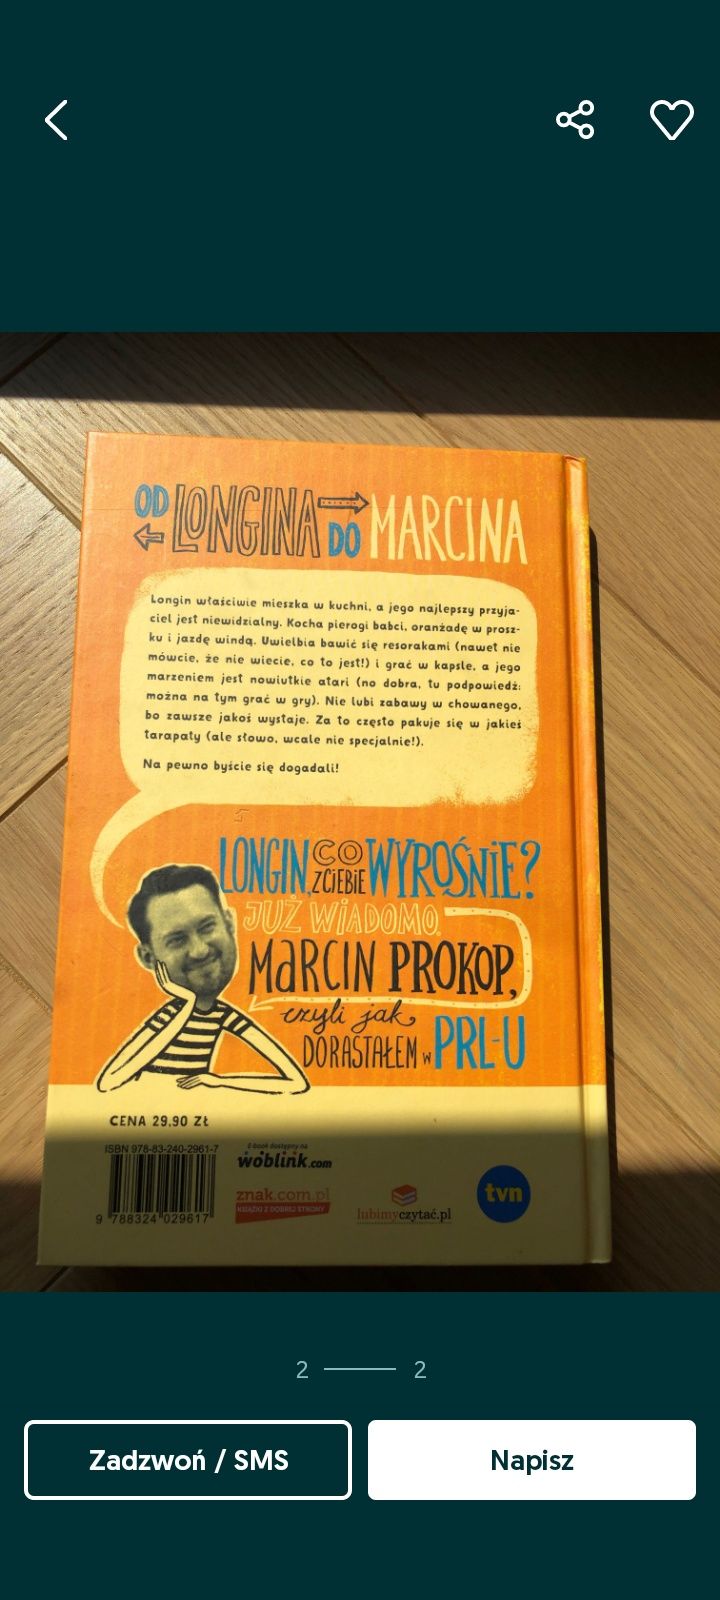 OD LONGINA DO MARCINA
Longin właściwie mieszka w kuchni, a jego najlepszy przyja-
ciel jest niewidzialny. Kocha pierogi babci, oranżadę w prosz-
ku i jazdę windą. Uwielbia bawić się resorakami (nawet nie
mówcie, że nie wiecie, co to jest!) i grać w kapsle, a jego
marzeniem jest nowiutkie atari (no dobra, tu podpowiedź:
można na tym grać w gry). Nie lubi zabawy w chowanego,
bo zawsze jakoś wystaje. Za to często pakuje się w jakieś
tarapaty (ale słowo, wcale nie specjalnie!).
Na pewno byście się dogadali!
LONGIN, CO Z CIEBIE WYROŚNIE?
JUŻ WIADOMO.
MARCIN PROKOP,
czyli jak
DORASTAŁEM w PRL-U
CENA 29,90 ZŁ
ISBN 978-83-240-2961-7
9 788324 029617
E-book dostępny na
woblink.com
znak.com.pl
KSIĄŻKI Z DOBREJ STRONY
lubimyczytać.pl
tvn
2 2
Zadzwoń / SMS
Napisz